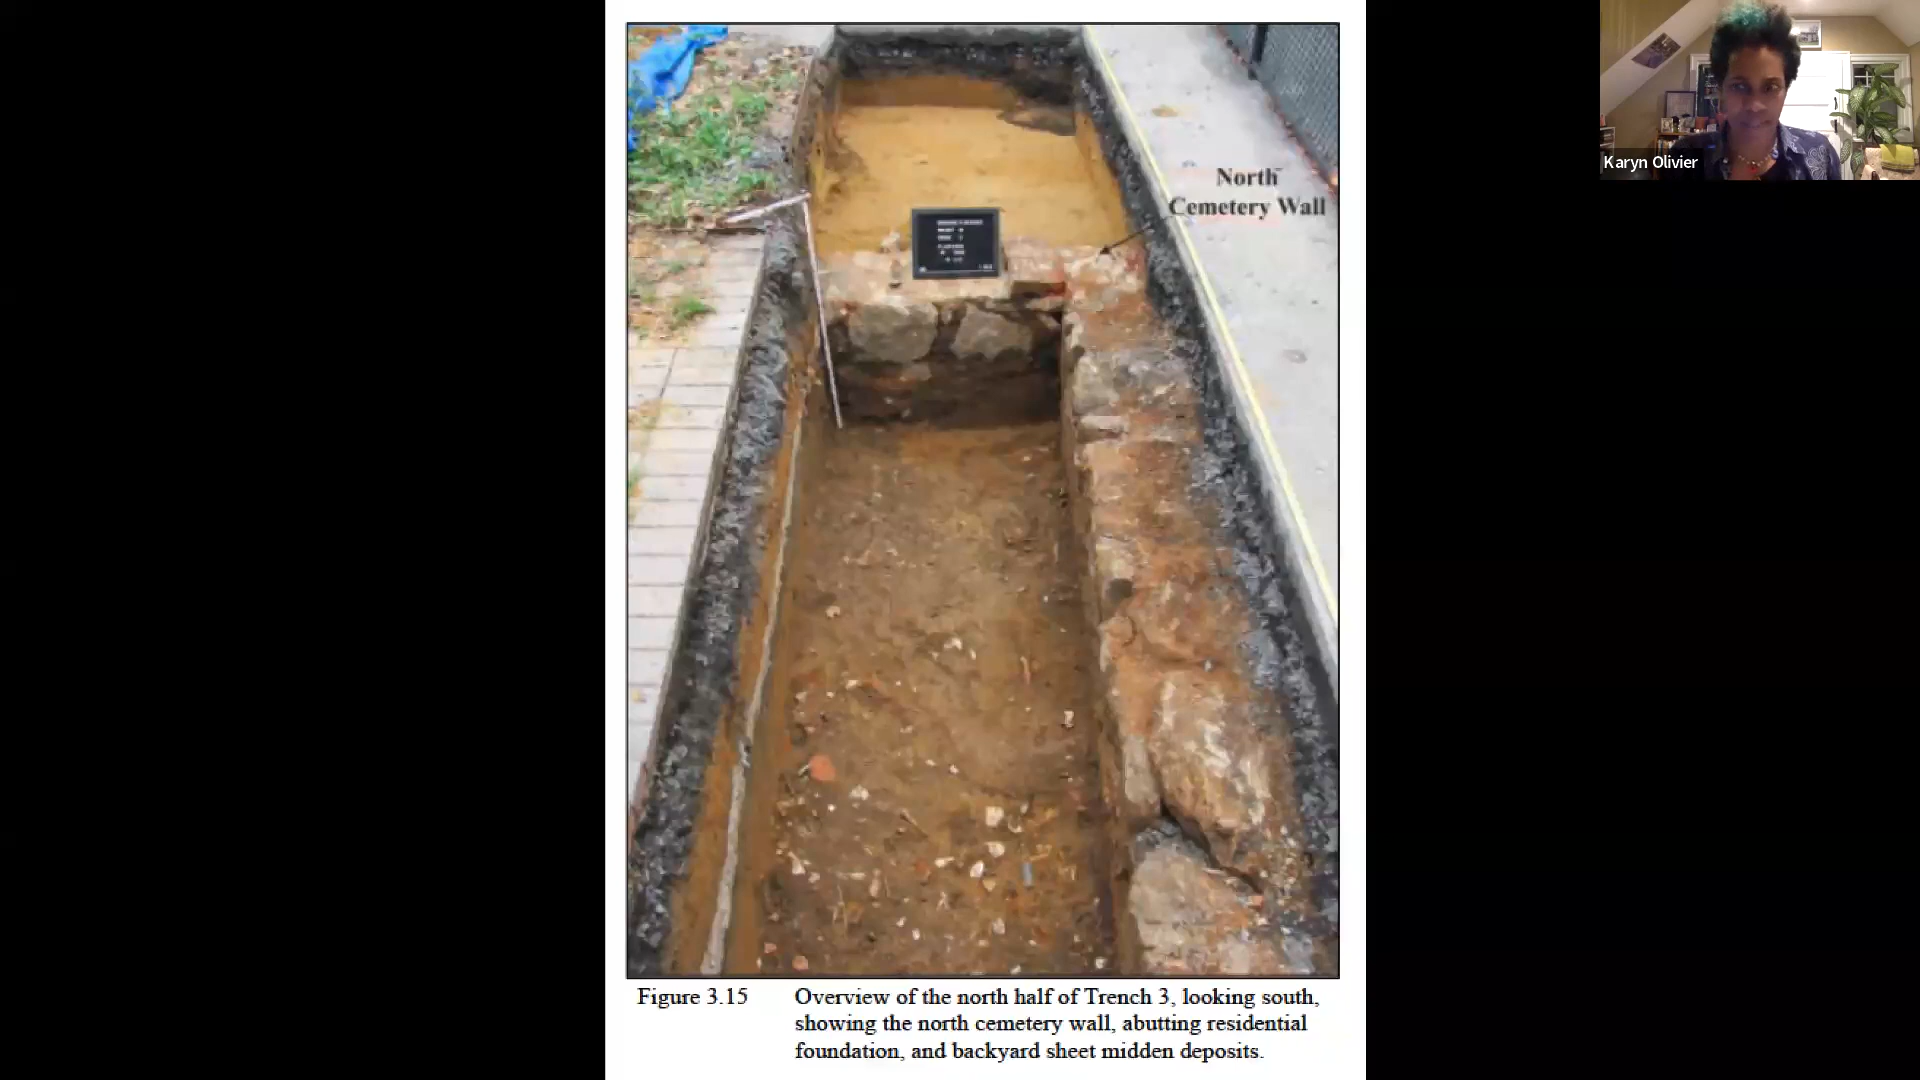 Karyn Olivier
North
Cemetery Wall
Figure 3.15 Overview of the north half of Trench 3, looking south,
showing the north cemetery wall, abutting residential
foundation, and backyard sheet midden deposits.